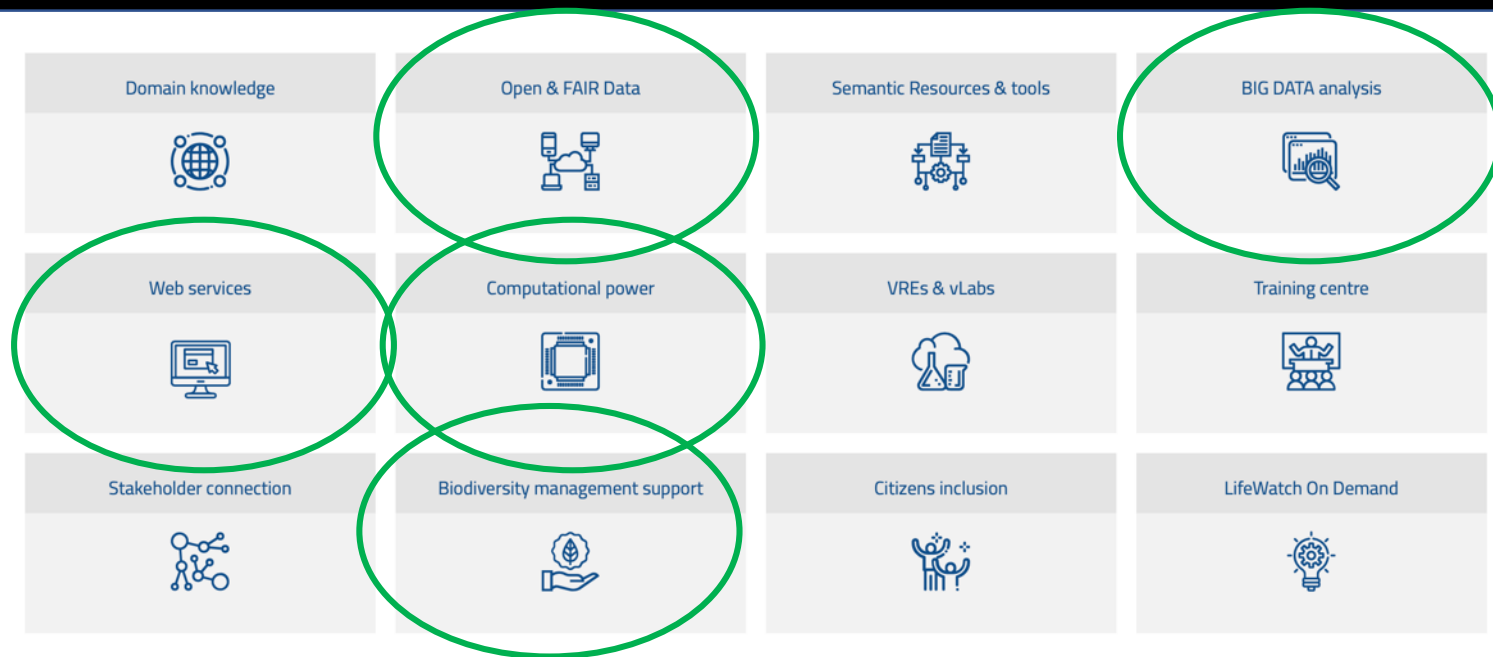 Domain knowledge
Open & FAIR Data
Semantic Resources & tools
BIG DATA analysis
Web services
Computational power
VREs & vLabs
Training centre
Stakeholder connection
Biodiversity management support
Citizens inclusion
LifeWatch On Demand